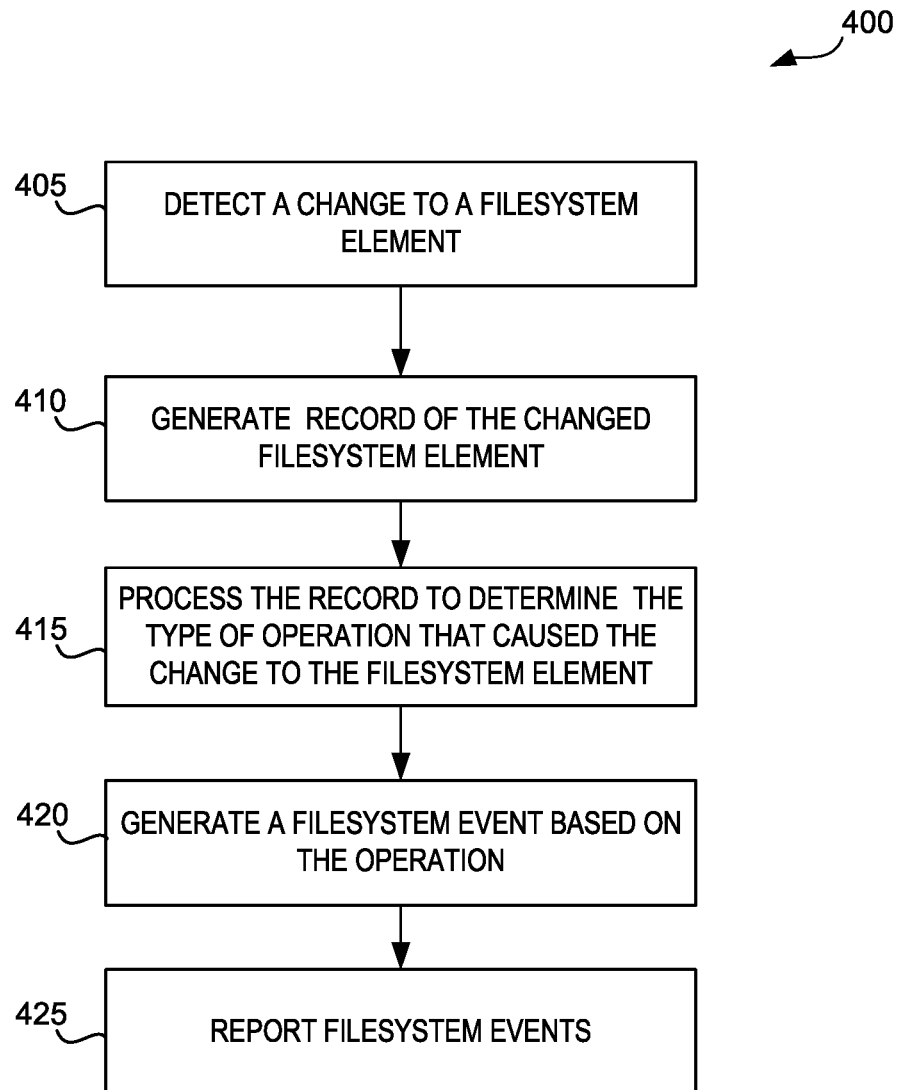 400
405
DETECT A CHANGE TO A FILESYSTEM
ELEMENT
410
GENERATE RECORD OF THE CHANGED
FILESYSTEM ELEMENT
415
PROCESS THE RECORD TO DETERMINE THE
TYPE OF OPERATION THAT CAUSED THE
CHANGE TO THE FILESYSTEM ELEMENT
420
GENERATE A FILESYSTEM EVENT BASED ON
THE OPERATION
425
REPORT FILESYSTEM EVENTS